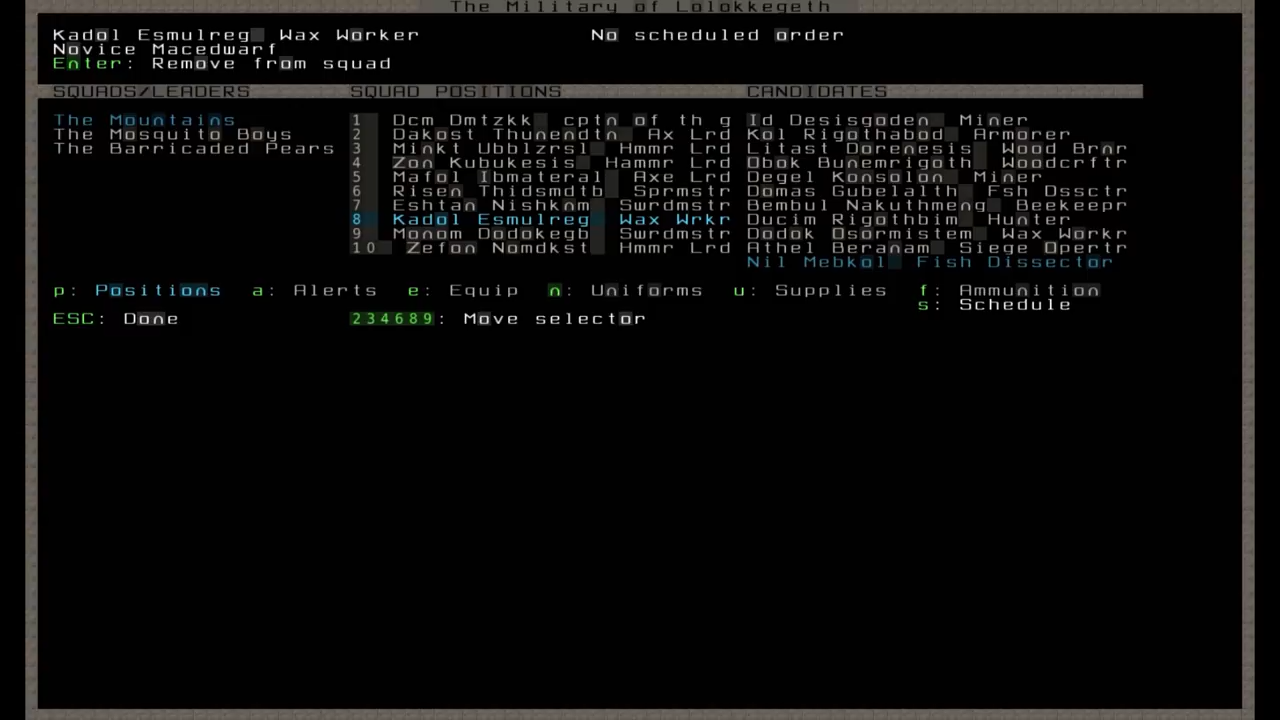 The Military of Lolokkegeth
Kadol Esmulreg Wax Worker No scheduled order
Novice Macedwarf
Enter: Remove from squad
SQUADS/LEADERS SQUAD POSITIONS CANDIDATES
The Mountains 1 Dcm Dmtzkk cptn of th g Id Desisgoden Miner
The Mosquito Boys 2 Dakost Thunendtn Ax Lrd Kol Rigothabod Armorer
The Barricaded Pears 3 Minkt Ubblzrsl Hmmr Lrd Litast Dorenesis Wood Brnr
4 Zon Kubukesis Hammr Lrd Obok Bunemrigoth Woodcrftr
5 Mafol Ibmateral Axe Lrd Degel Konsolon Miner
6 Risen Thidsmdtb Sprmstr Domas Gubelalth Fsh Dssctr
7 Eshtan Nishknm Swrdmstr Bembul Nakuthmeng Beekeepr
8 Kadol Esmulreg Wax Wrkr Ducim Rigothbim Hunter
9 Monom Dodokegb Swrdmstr Dodok Osormistem Wax Workr
10 Zefon Nomdkst Hmmr Lrd Athel Beranam Siege Opertr
Nil Mebkol Fish Dissector
p: Positions a: Alerts e: Equip n: Uniforms u: Supplies f: Ammunition
s: Schedule
ESC: Done 234689: Move selector